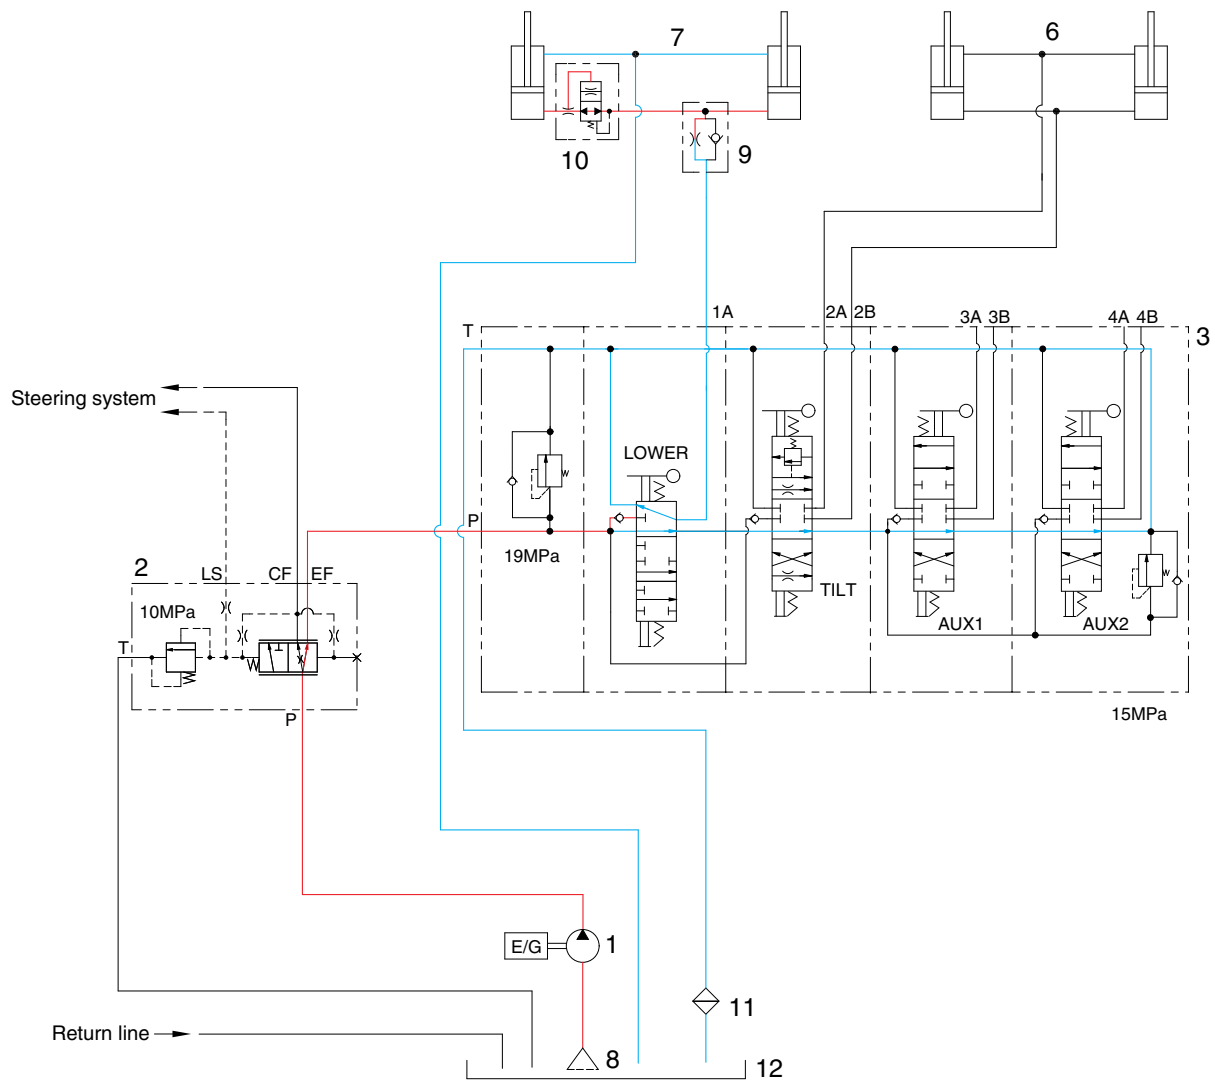 7
6
10
9
1A
2A 2B
3A 3B
4A 4B
T
3
Steering system
LOWER
P
19MPa
2
LS
CF
EF
TILT
10MPa
AUX1
AUX2
T
P
15MPa
E/G
1
11
Return line
8
12